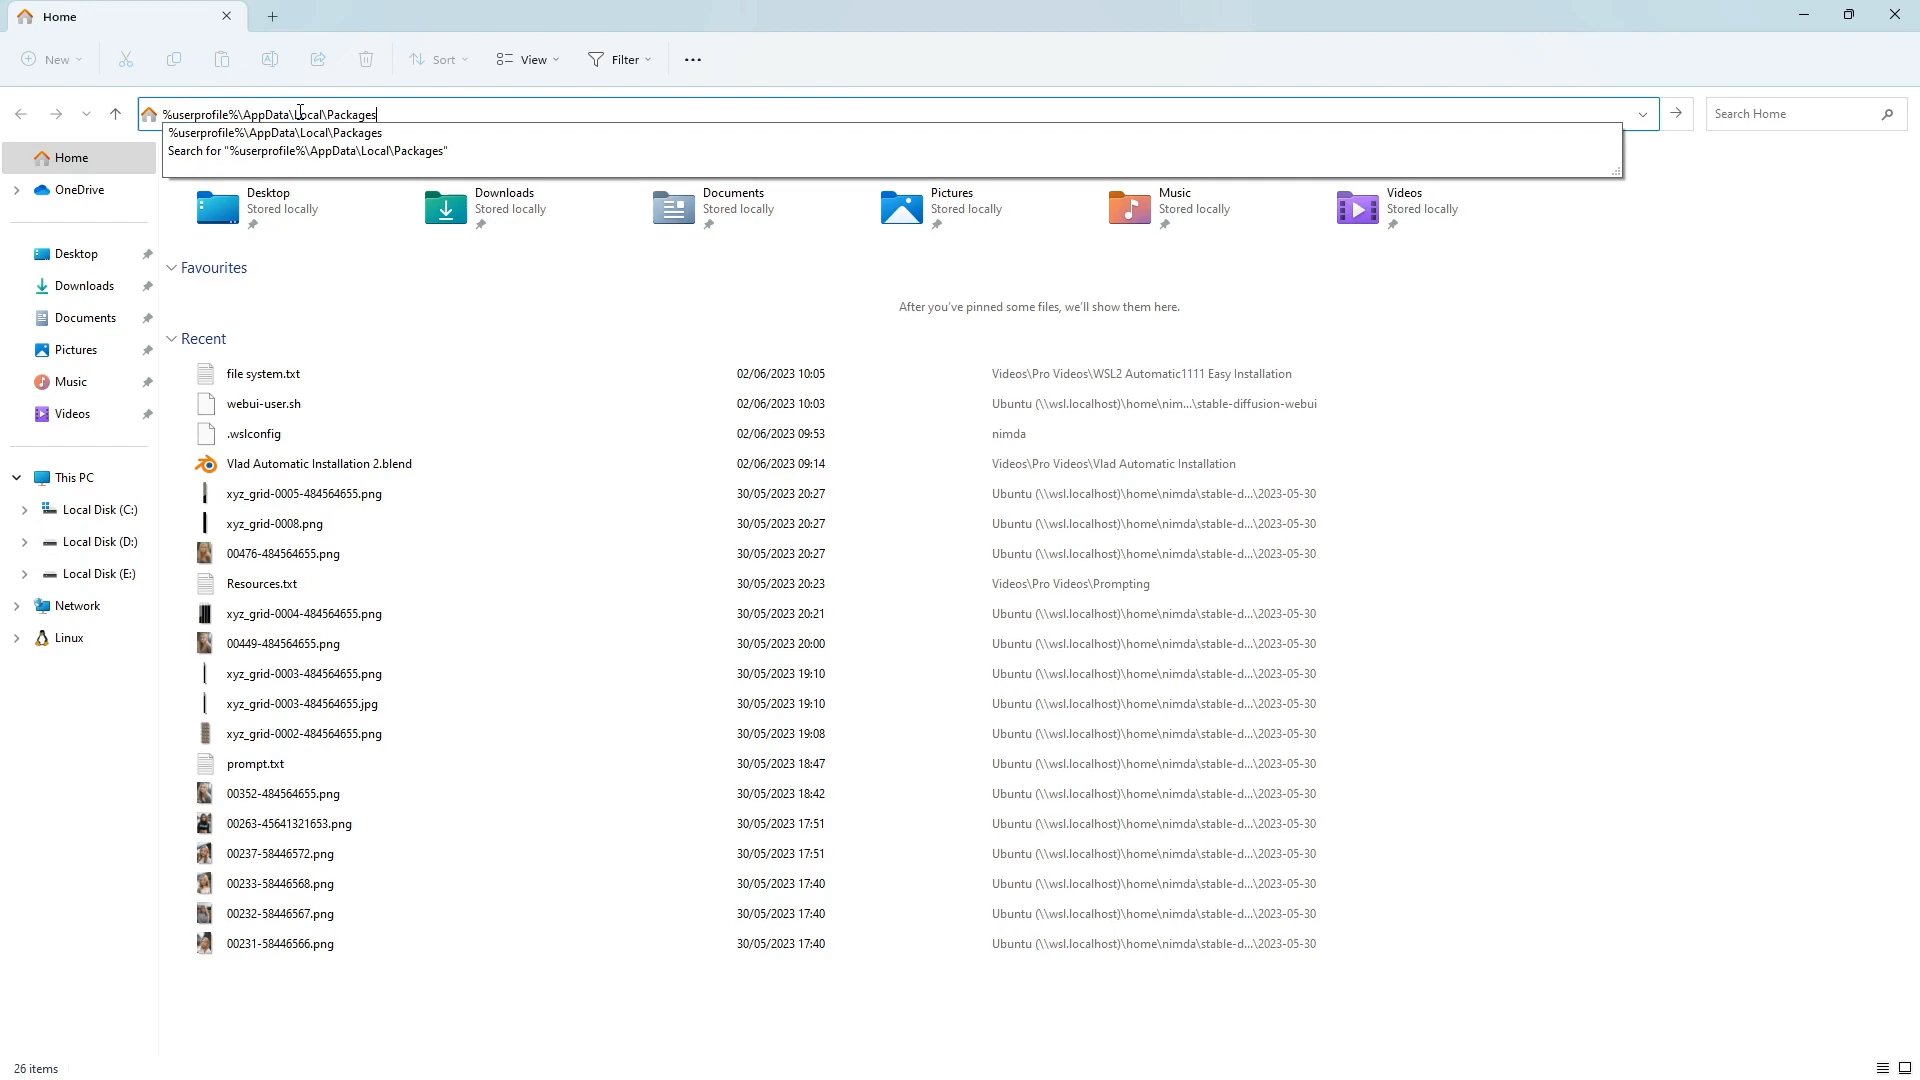 Home
New
Sort
View
Filter
%userprofile%\AppData\Local\Packages
Search Home
%userprofile%\AppData\Local\Packages
Search for "%userprofile%\AppData\Local\Packages"
Home
OneDrive
Desktop
Downloads
Documents
Pictures
Music
Videos
This PC
Local Disk (C:)
Local Disk (D:)
Local Disk (E:)
Network
Linux
Desktop
Stored locally
Downloads
Stored locally
Documents
Stored locally
Pictures
Stored locally
Music
Stored locally
Videos
Stored locally
Favourites
After you've pinned some files, we'll show them here.
Recent
file system.txt 02/06/2023 10:05 Videos\Pro Videos\WSL2 Automatic1111 Easy Installation
webui-user.sh 02/06/2023 10:03 Ubuntu (\\wsl.localhost)\home\nim...\stable-diffusion-webui
.wslconfig 02/06/2023 09:53 nimda
Vlad Automatic Installation 2.blend 02/06/2023 09:14 Videos\Pro Videos\Vlad Automatic Installation
xyz_grid-0005-484564655.png 30/05/2023 20:27 Ubuntu (\\wsl.localhost)\home\nimda\stable-d...\2023-05-30
xyz_grid-0008.png 30/05/2023 20:27 Ubuntu (\\wsl.localhost)\home\nimda\stable-d...\2023-05-30
00476-484564655.png 30/05/2023 20:27 Ubuntu (\\wsl.localhost)\home\nimda\stable-d...\2023-05-30
Resources.txt 30/05/2023 20:23 Videos\Pro Videos\Prompting
xyz_grid-0004-484564655.png 30/05/2023 20:21 Ubuntu (\\wsl.localhost)\home\nimda\stable-d...\2023-05-30
00449-484564655.png 30/05/2023 20:00 Ubuntu (\\wsl.localhost)\home\nimda\stable-d...\2023-05-30
xyz_grid-0003-484564655.png 30/05/2023 19:10 Ubuntu (\\wsl.localhost)\home\nimda\stable-d...\2023-05-30
xyz_grid-0003-484564655.jpg 30/05/2023 19:10 Ubuntu (\\wsl.localhost)\home\nimda\stable-d...\2023-05-30
xyz_grid-0002-484564655.png 30/05/2023 19:08 Ubuntu (\\wsl.localhost)\home\nimda\stable-d...\2023-05-30
prompt.txt 30/05/2023 18:47 Ubuntu (\\wsl.localhost)\home\nimda\stable-d...\2023-05-30
00352-484564655.png 30/05/2023 18:42 Ubuntu (\\wsl.localhost)\home\nimda\stable-d...\2023-05-30
00263-45641321653.png 30/05/2023 17:51 Ubuntu (\\wsl.localhost)\home\nimda\stable-d...\2023-05-30
00237-58446572.png 30/05/2023 17:51 Ubuntu (\\wsl.localhost)\home\nimda\stable-d...\2023-05-30
00233-58446568.png 30/05/2023 17:40 Ubuntu (\\wsl.localhost)\home\nimda\stable-d...\2023-05-30
00232-58446567.png 30/05/2023 17:40 Ubuntu (\\wsl.localhost)\home\nimda\stable-d...\2023-05-30
00231-58446566.png 30/05/2023 17:40 Ubuntu (\\wsl.localhost)\home\nimda\stable-d...\2023-05-30
26 items